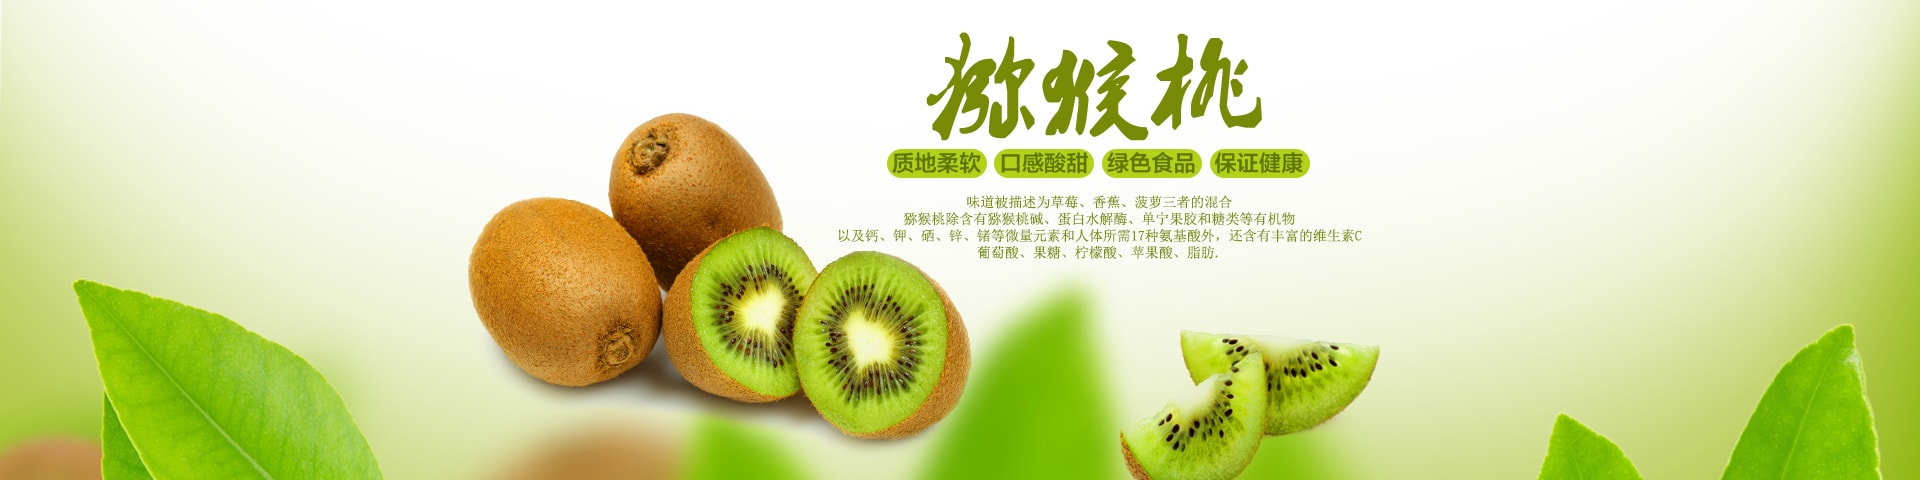 猕猴桃
质地柔软 口感酸甜 绿色食品 保证健康
味道被描述为草莓、香蕉、菠萝三者的混合
猕猴桃除含有猕猴桃碱、蛋白水解酶、单宁果胶和糖类等有机物
以及钙、钾、硒、锌、锗等微量元素和人体所需17种氨基酸外，还含有丰富的维生素C
葡萄酸、果糖、柠檬酸、苹果酸、脂肪.